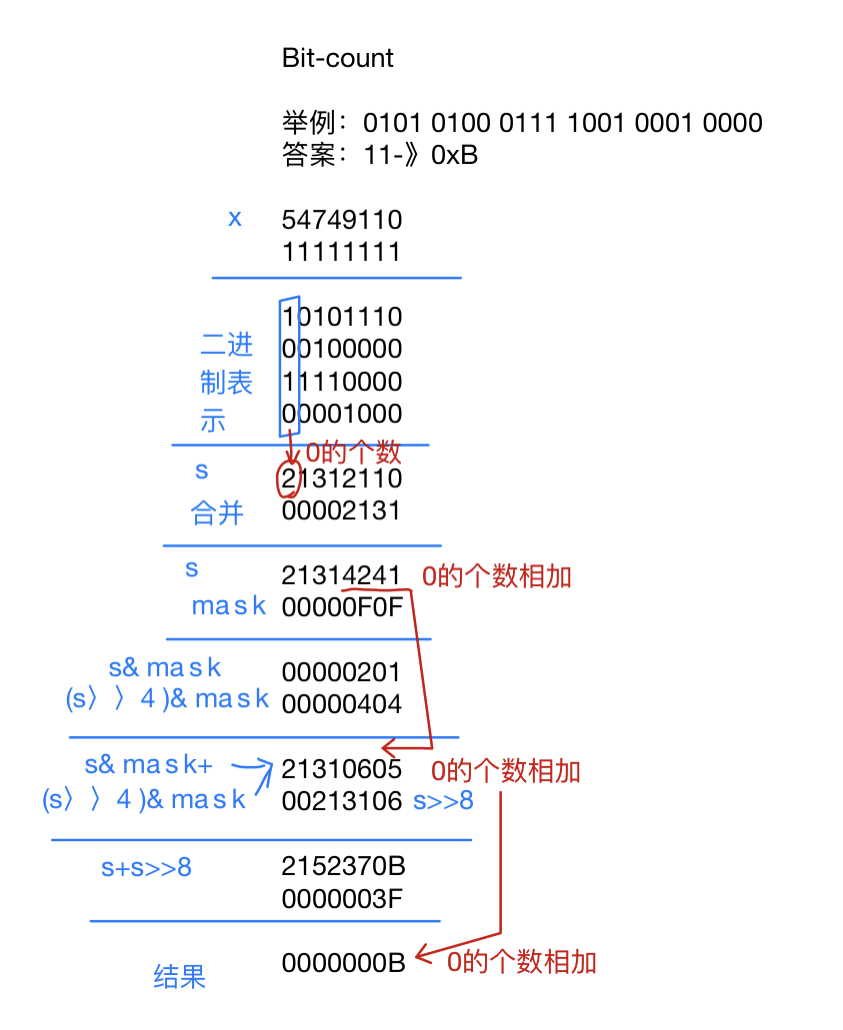 Bit-count
举例：0101 0100 0111 1001 0001 0000
答案：11-》0xB
x 54749110
11111111
10101110
二进 00100000
制表 11110000
示 00001000
0的个数
s 21312110
合并 00002131
s 21314241 0的个数相加
mask 00000F0F
s& mask 00000201
(s〉〉4 )& mask 00000404
s& mask+ 21310605 0的个数相加
(s〉〉4 )& mask 00213106 s>>8
s+s>>8 2152370B
0000003F
结果 0000000B 0的个数相加